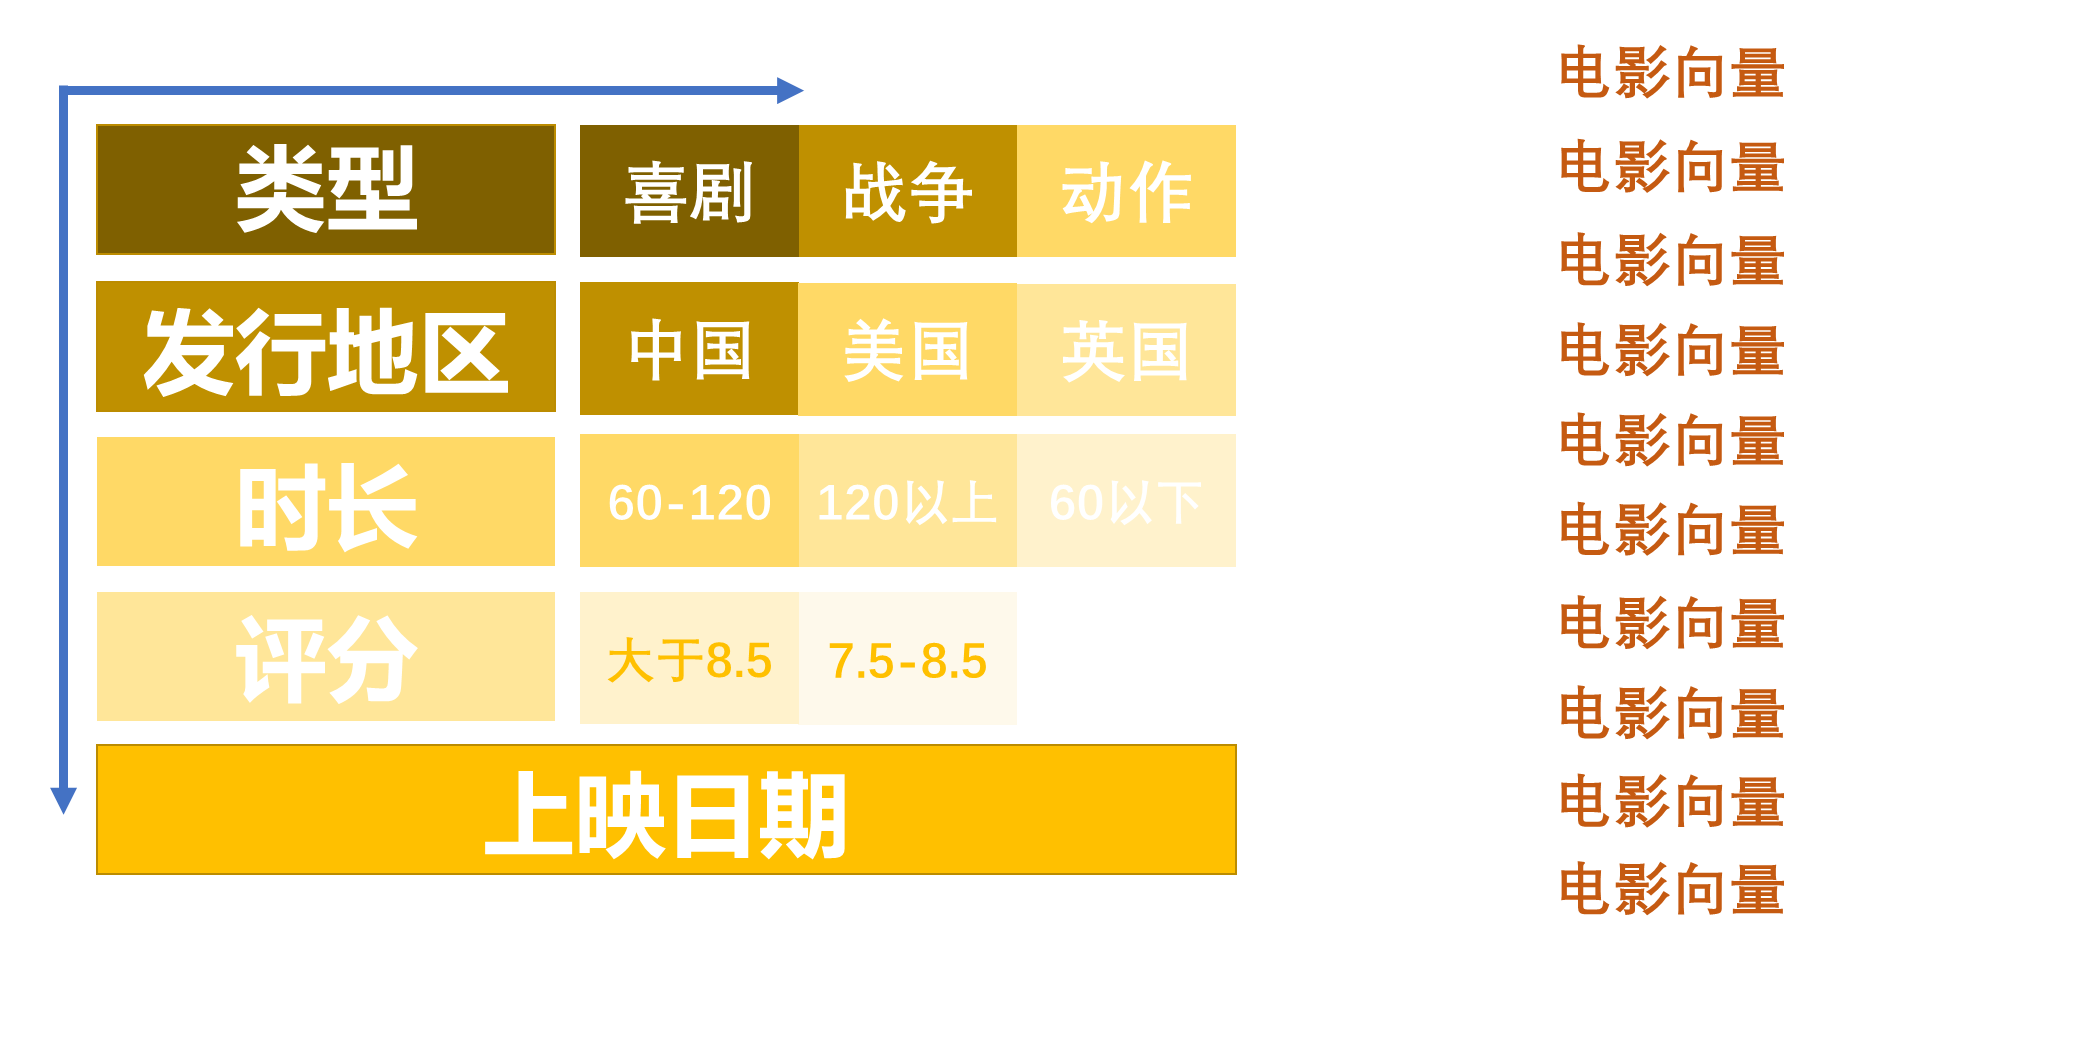 类型 喜剧 战争 动作
发行地区 中国 美国 英国
时长 60-120 120以上 60以下
评分 大于8.5 7.5-8.5
上映日期
电影向量
电影向量
电影向量
电影向量
电影向量
电影向量
电影向量
电影向量
电影向量
电影向量